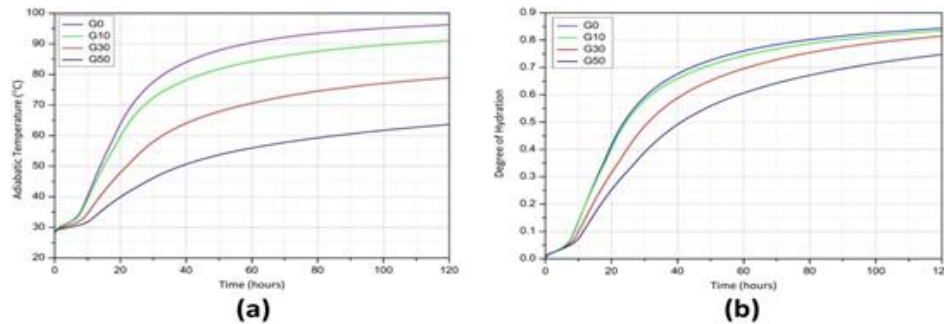 100
90
80
70
60
50
40
30
20
0
20
40
60
80
100
120
Adiabatic Temperature (°C)
Time (hours)
G0
G10
G30
G50
(a)
0.9
0.8
0.7
0.6
0.5
0.4
0.3
0.2
0.1
0.0
0
20
40
60
80
100
12
Degree of Hydration
Time (hours)
G0
G10
G30
G50
(b)